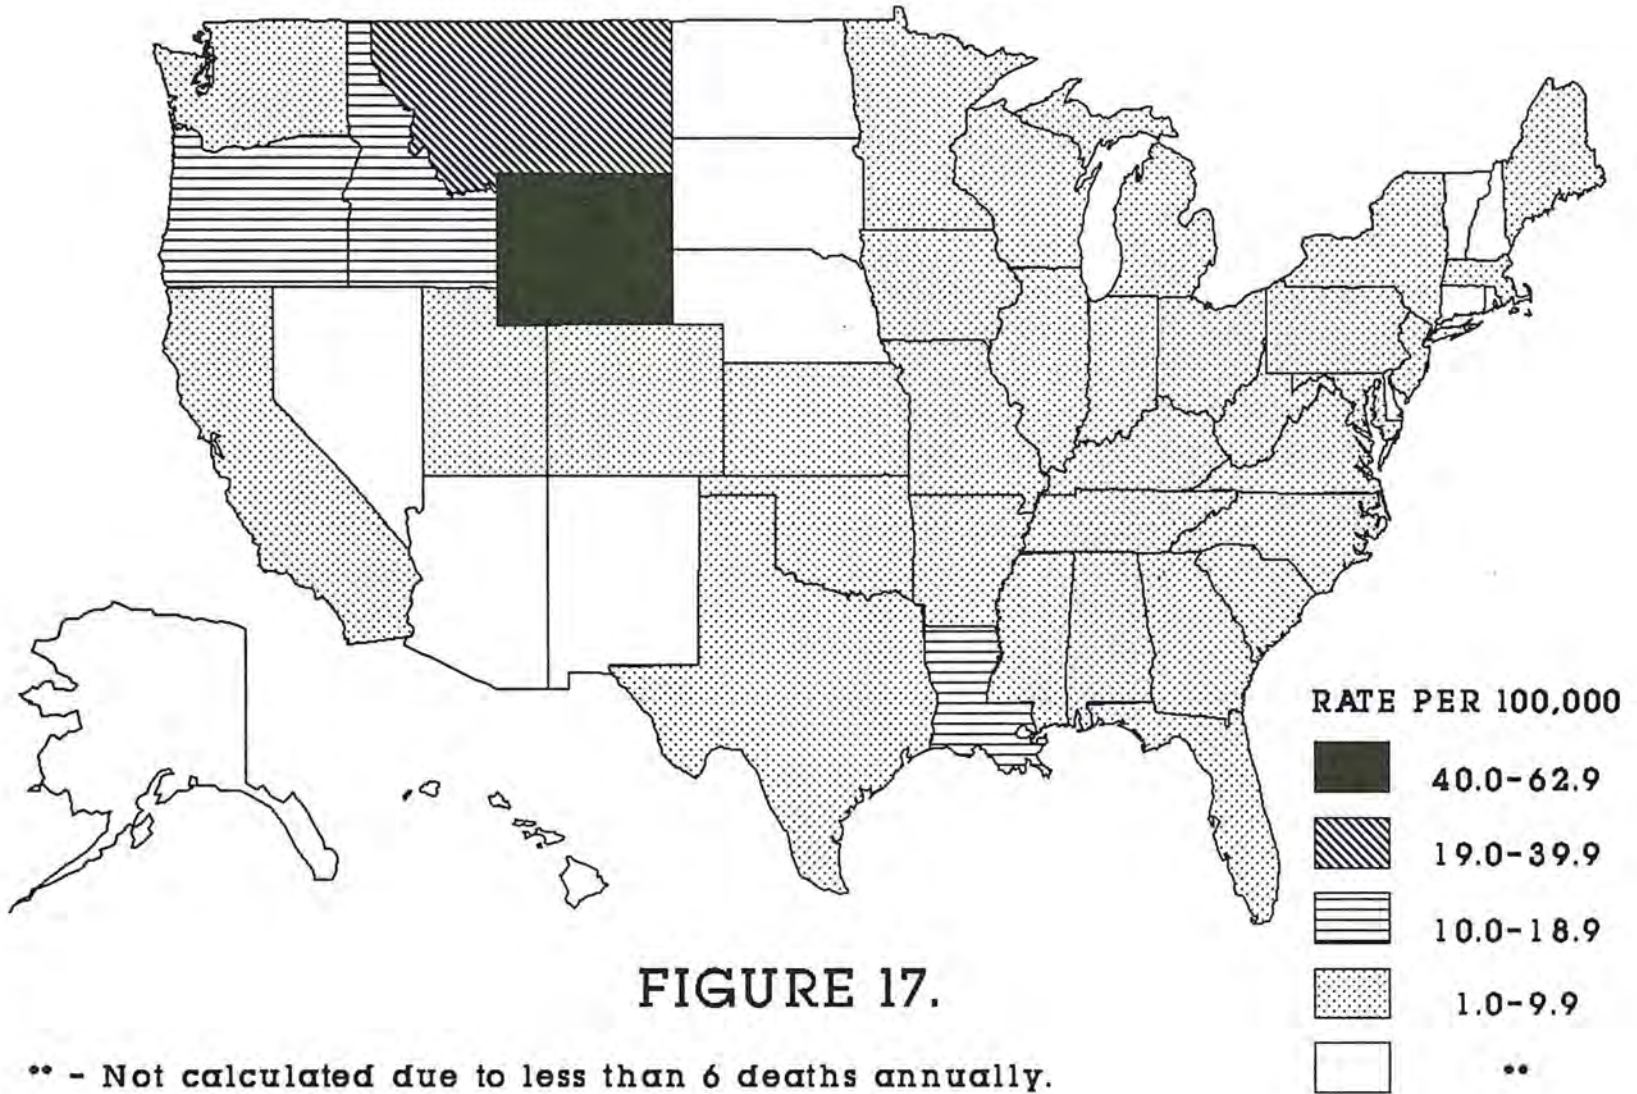 RATE PER 100,000
40.0-62.9
19.0-39.9
10.0-18.9
1.0-9.9
**
FIGURE 17.
** - Not calculated due to less than 6 deaths annually.